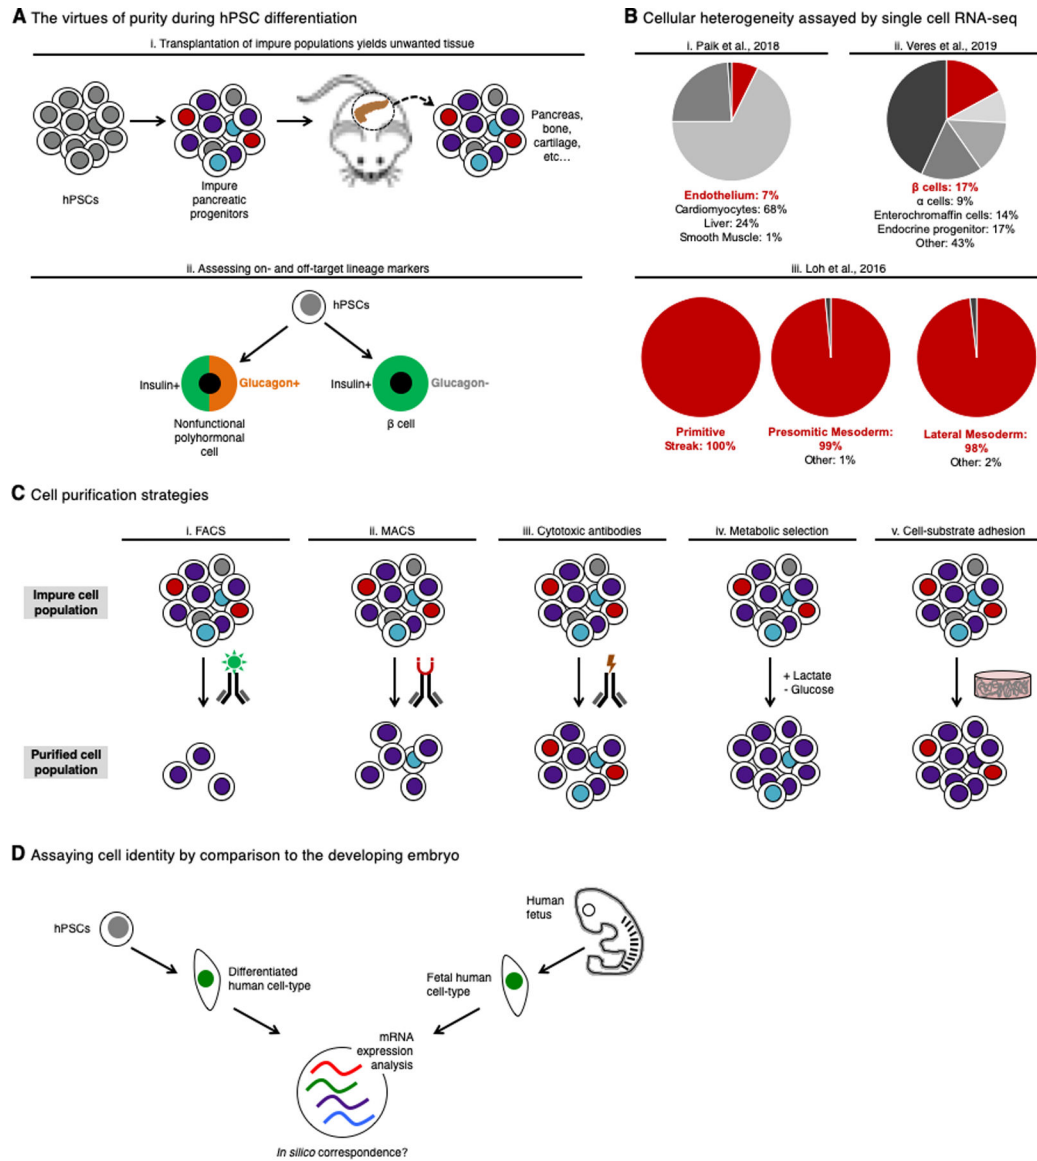 A The virtues of purity during hPSC differentiation
i. Transplantation of impure populations yields unwanted tissue
hPSCs
Impure
pancreatic
progenitors
Pancreas,
bone,
cartilage,
etc...
ii. Assessing on- and off-target lineage markers
hPSCs
Insulin+
Glucagon+
Nonfunctional
polyhormonal
cell
Insulin+
Glucagon-
β cell
B Cellular heterogeneity assayed by single cell RNA-seq
i. Paik et al., 2018
Endothelium: 7%
Cardiomyocytes: 68%
Liver: 24%
Smooth Muscle: 1%
ii. Veres et al., 2019
β cells: 17%
α cells: 9%
Enterochromaffin cells: 14%
Endocrine progenitor: 17%
Other: 43%
iii. Loh et al., 2016
Primitive
Streak: 100%
Presomitic Mesoderm:
99%
Other: 1%
Lateral Mesoderm:
98%
Other: 2%
C Cell purification strategies
i. FACS
ii. MACS
iii. Cytotoxic antibodies
iv. Metabolic selection
v. Cell-substrate adhesion
Impure cell
population
+ Lactate
- Glucose
Purified cell
population
D Assaying cell identity by comparison to the developing embryo
hPSCs
Differentiated
human cell-type
Human
fetus
Fetal human
cell-type
mRNA
expression
analysis
In silico correspondence?